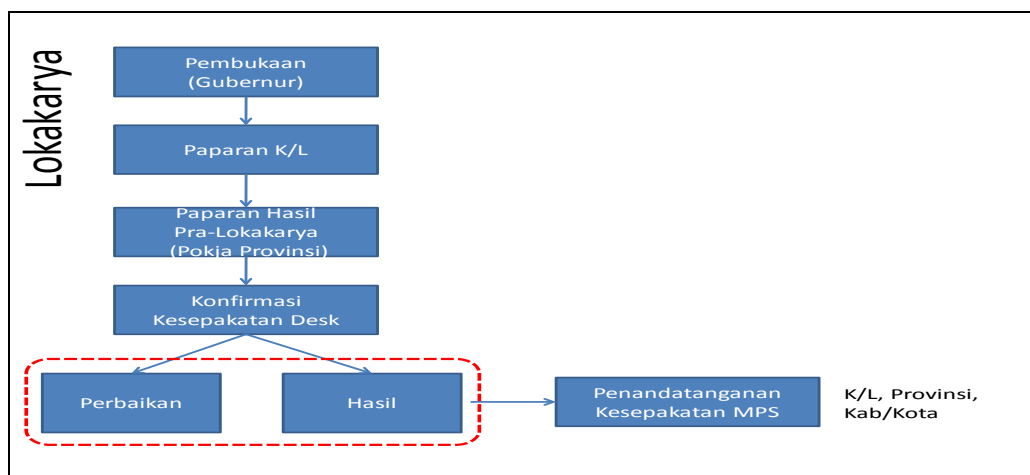 Lokakarya
Pembukaan
(Gubernur)
Paparan K/L
Paparan Hasil
Pra-Lokakarya
(Pokja Provinsi)
Konfirmasi
Kesepakatan Desk
Perbaikan
Hasil
Penandatanganan
Kesepakatan MPS
K/L, Provinsi,
Kab/Kota